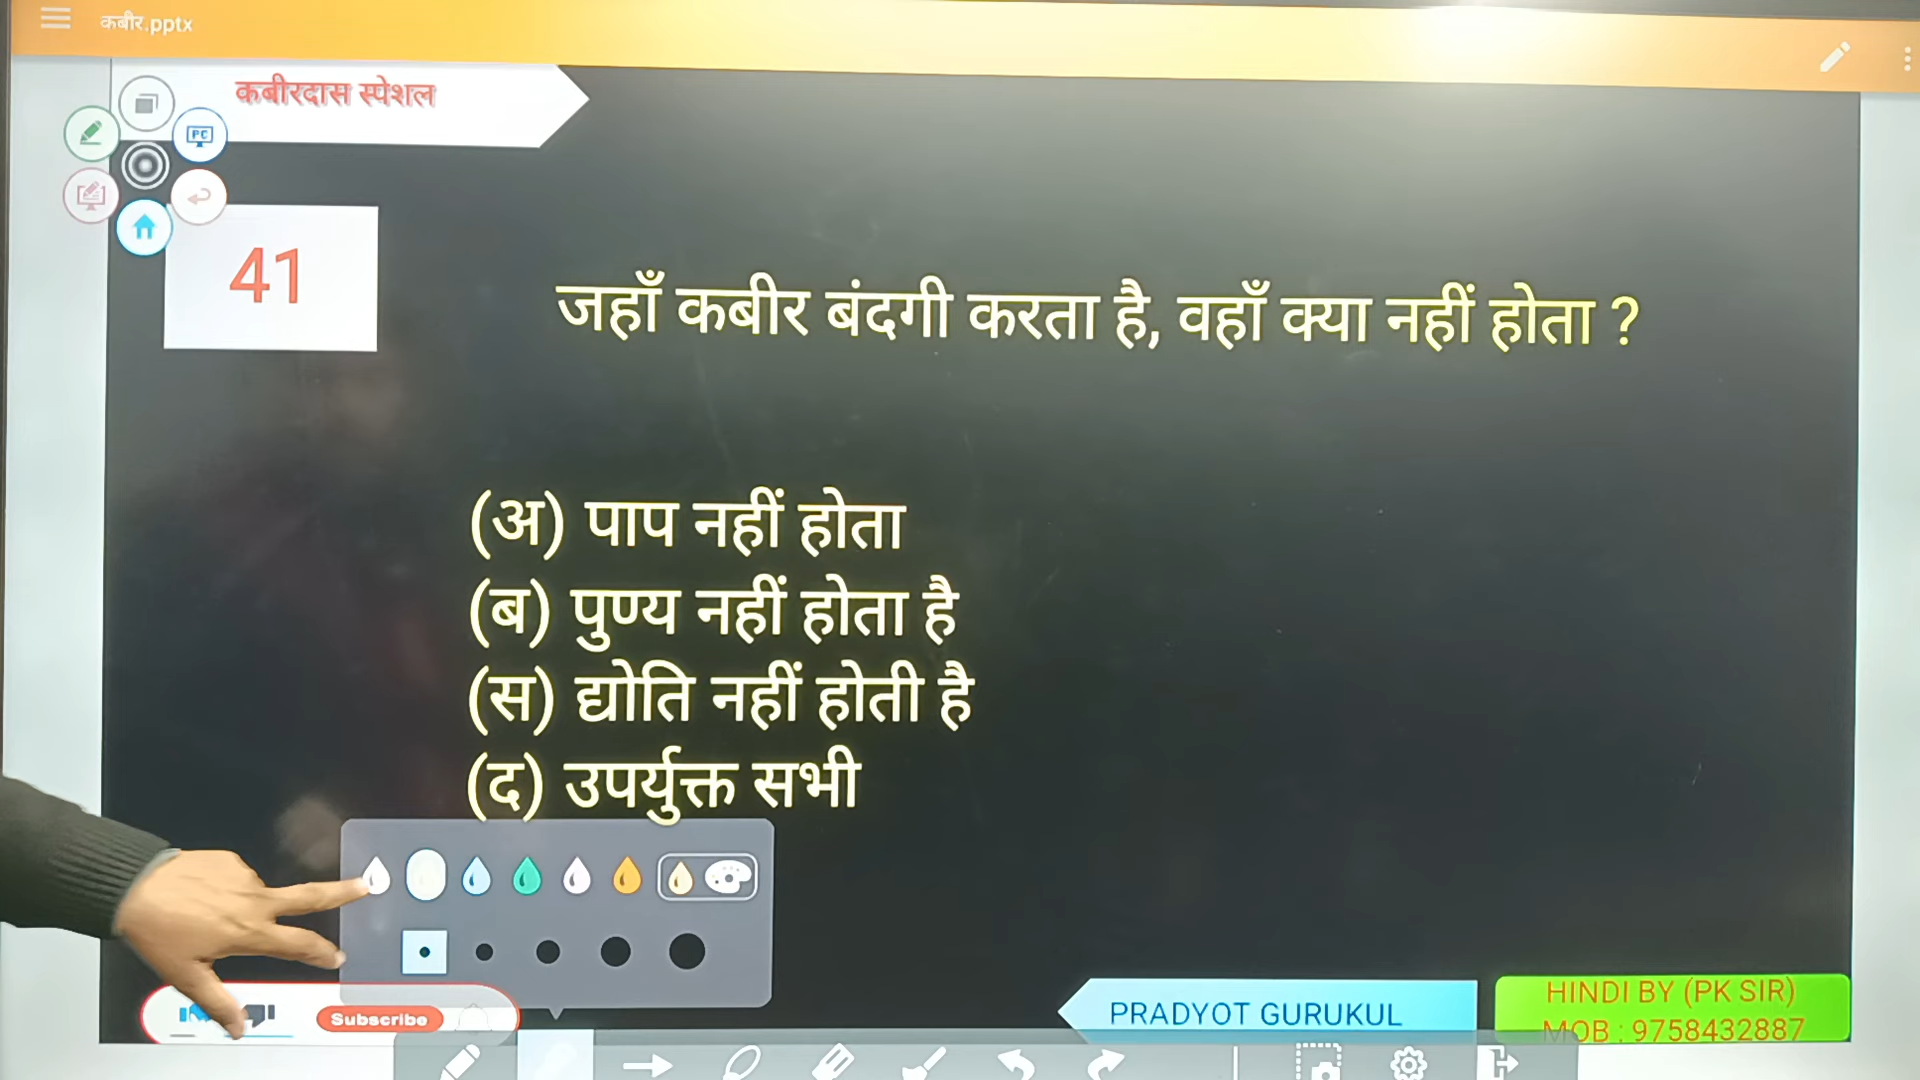 कबीर.pptx
कबीरदास स्पेशल
PC
41
जहाँ कबीर बंदगी करता है, वहाँ क्या नहीं होता ?
(अ) पाप नहीं होता
(ब) पुण्य नहीं होता है
(स) द्योति नहीं होती है
(द) उपर्युक्त सभी
Subscribe
PRADYOT GURUKUL
HINDI BY (PK SIR)
MOB : 9758432887